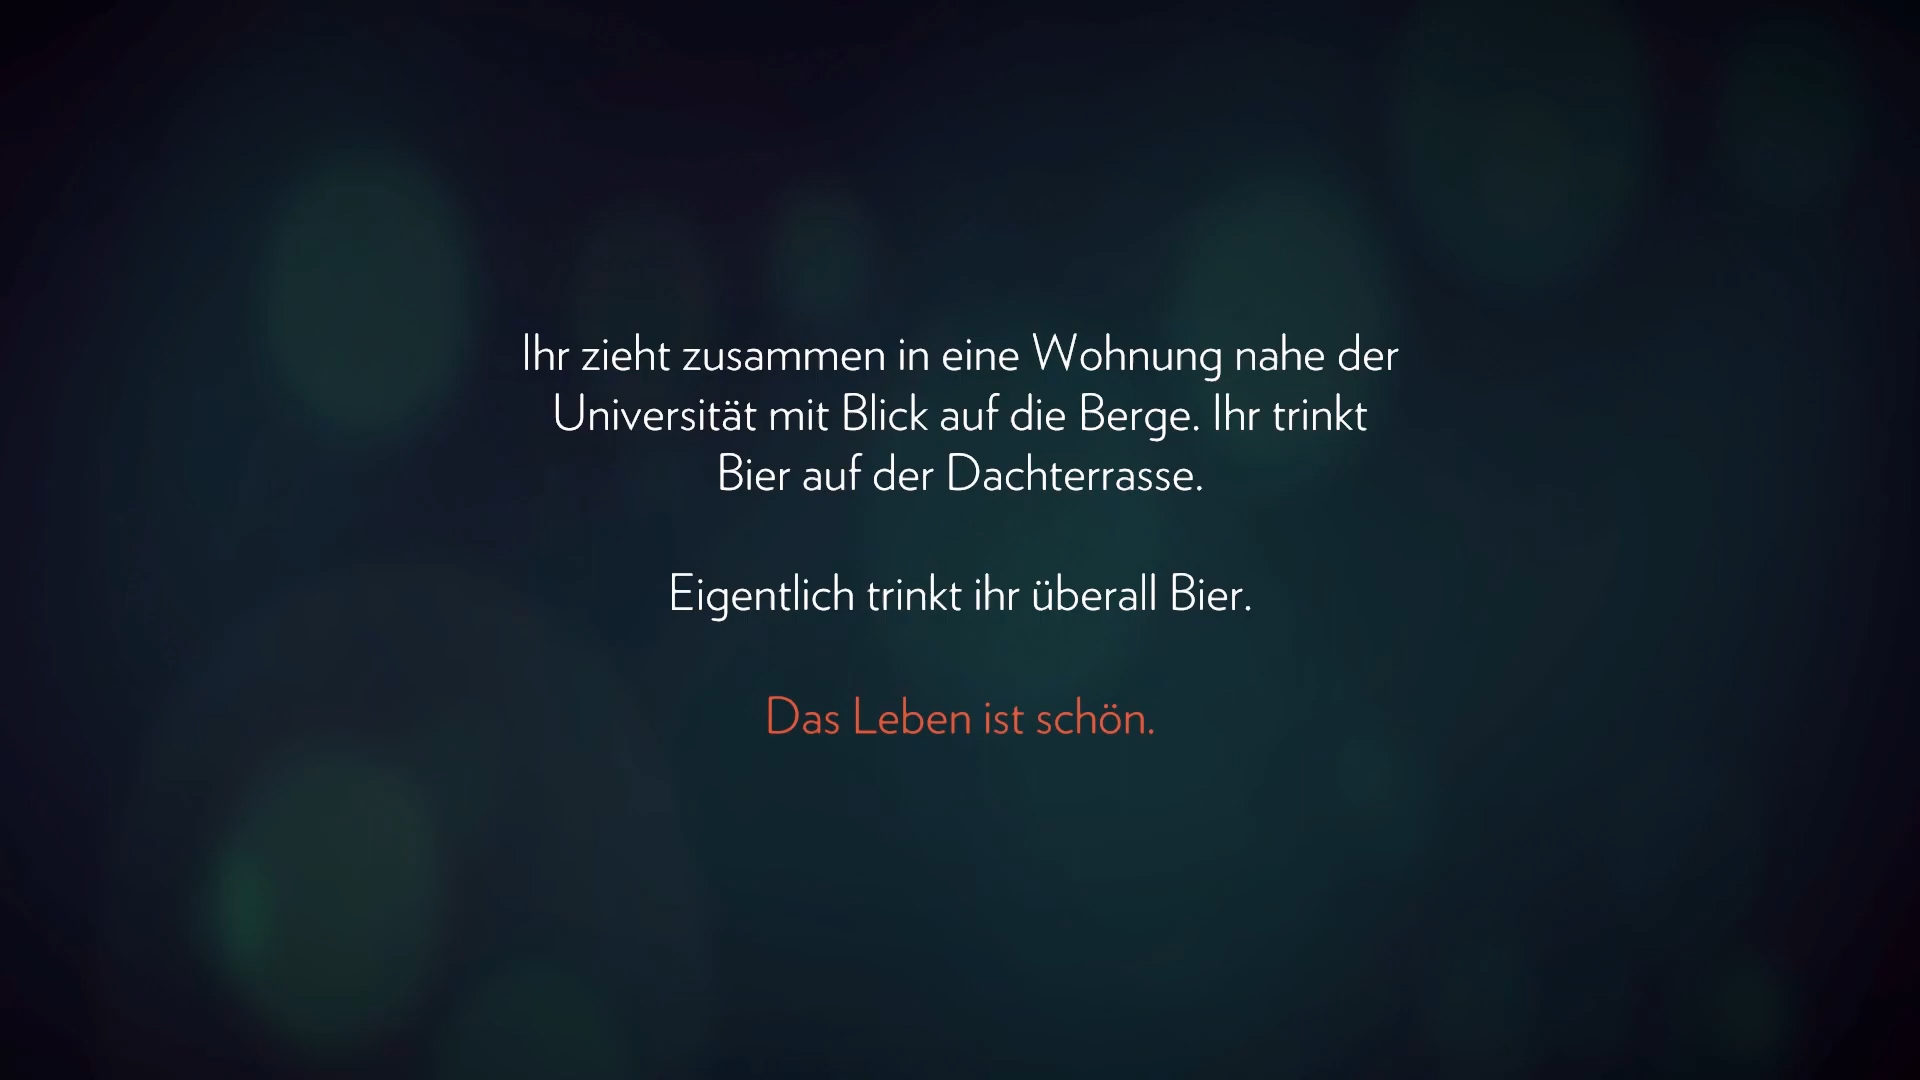 Ihr zieht zusammen in eine Wohnung nahe der
Universität mit Blick auf die Berge. Ihr trinkt
Bier auf der Dachterrasse.
Eigentlich trinkt ihr überall Bier.
Das Leben ist schön.